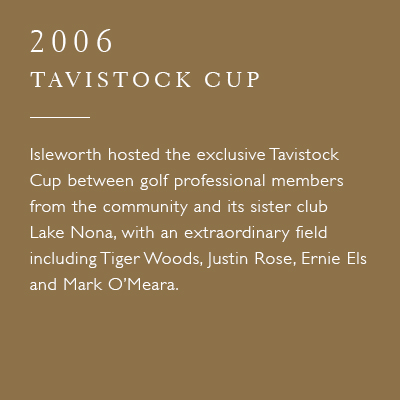 2006
TAVISTOCK CUP
Isleworth hosted the exclusive Tavistock
Cup between golf professional members
from the community and its sister club
Lake Nona, with an extraordinary field
including Tiger Woods, Justin Rose, Ernie Els
and Mark O'Meara.